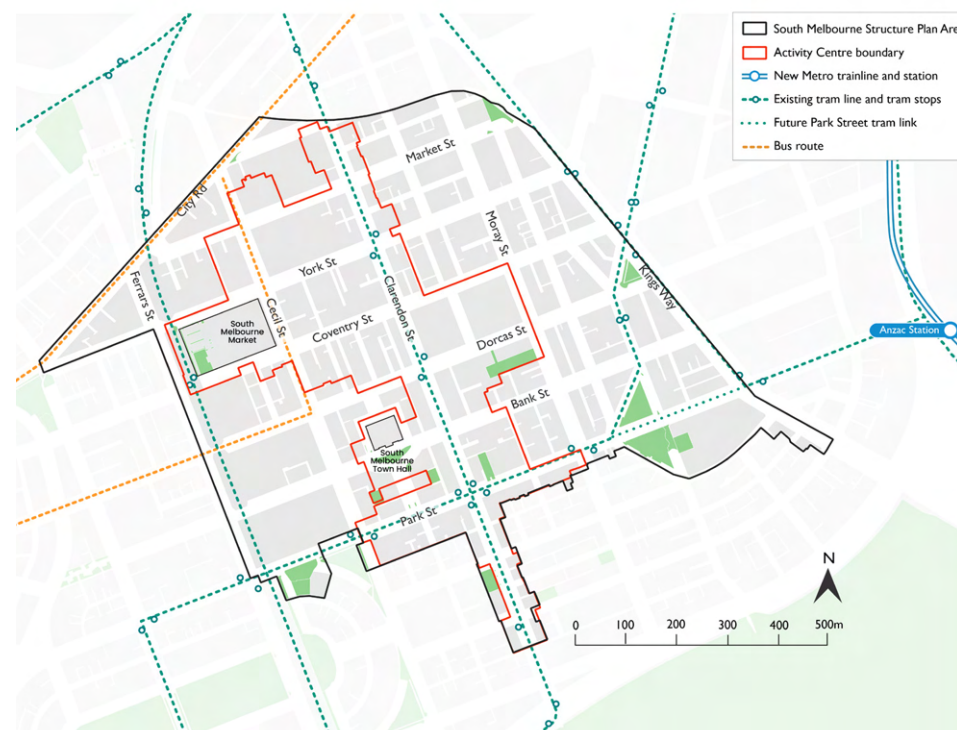 South Melbourne Structure Plan Are
Activity Centre boundary
New Metro trainline and station
Existing tram line and tram stops
Future Park Street tram link
Bus route
Market St
City Rd
Moray St
York St
Kings Way
Ferrars St
Cecil St
Clarendon St
South
Melbourne
Market
Coventry St
Dorcas St
Anzac Station
Bank St
South
Melbourne
Town Hall
Park St
N
0 100 200 300 400 500m